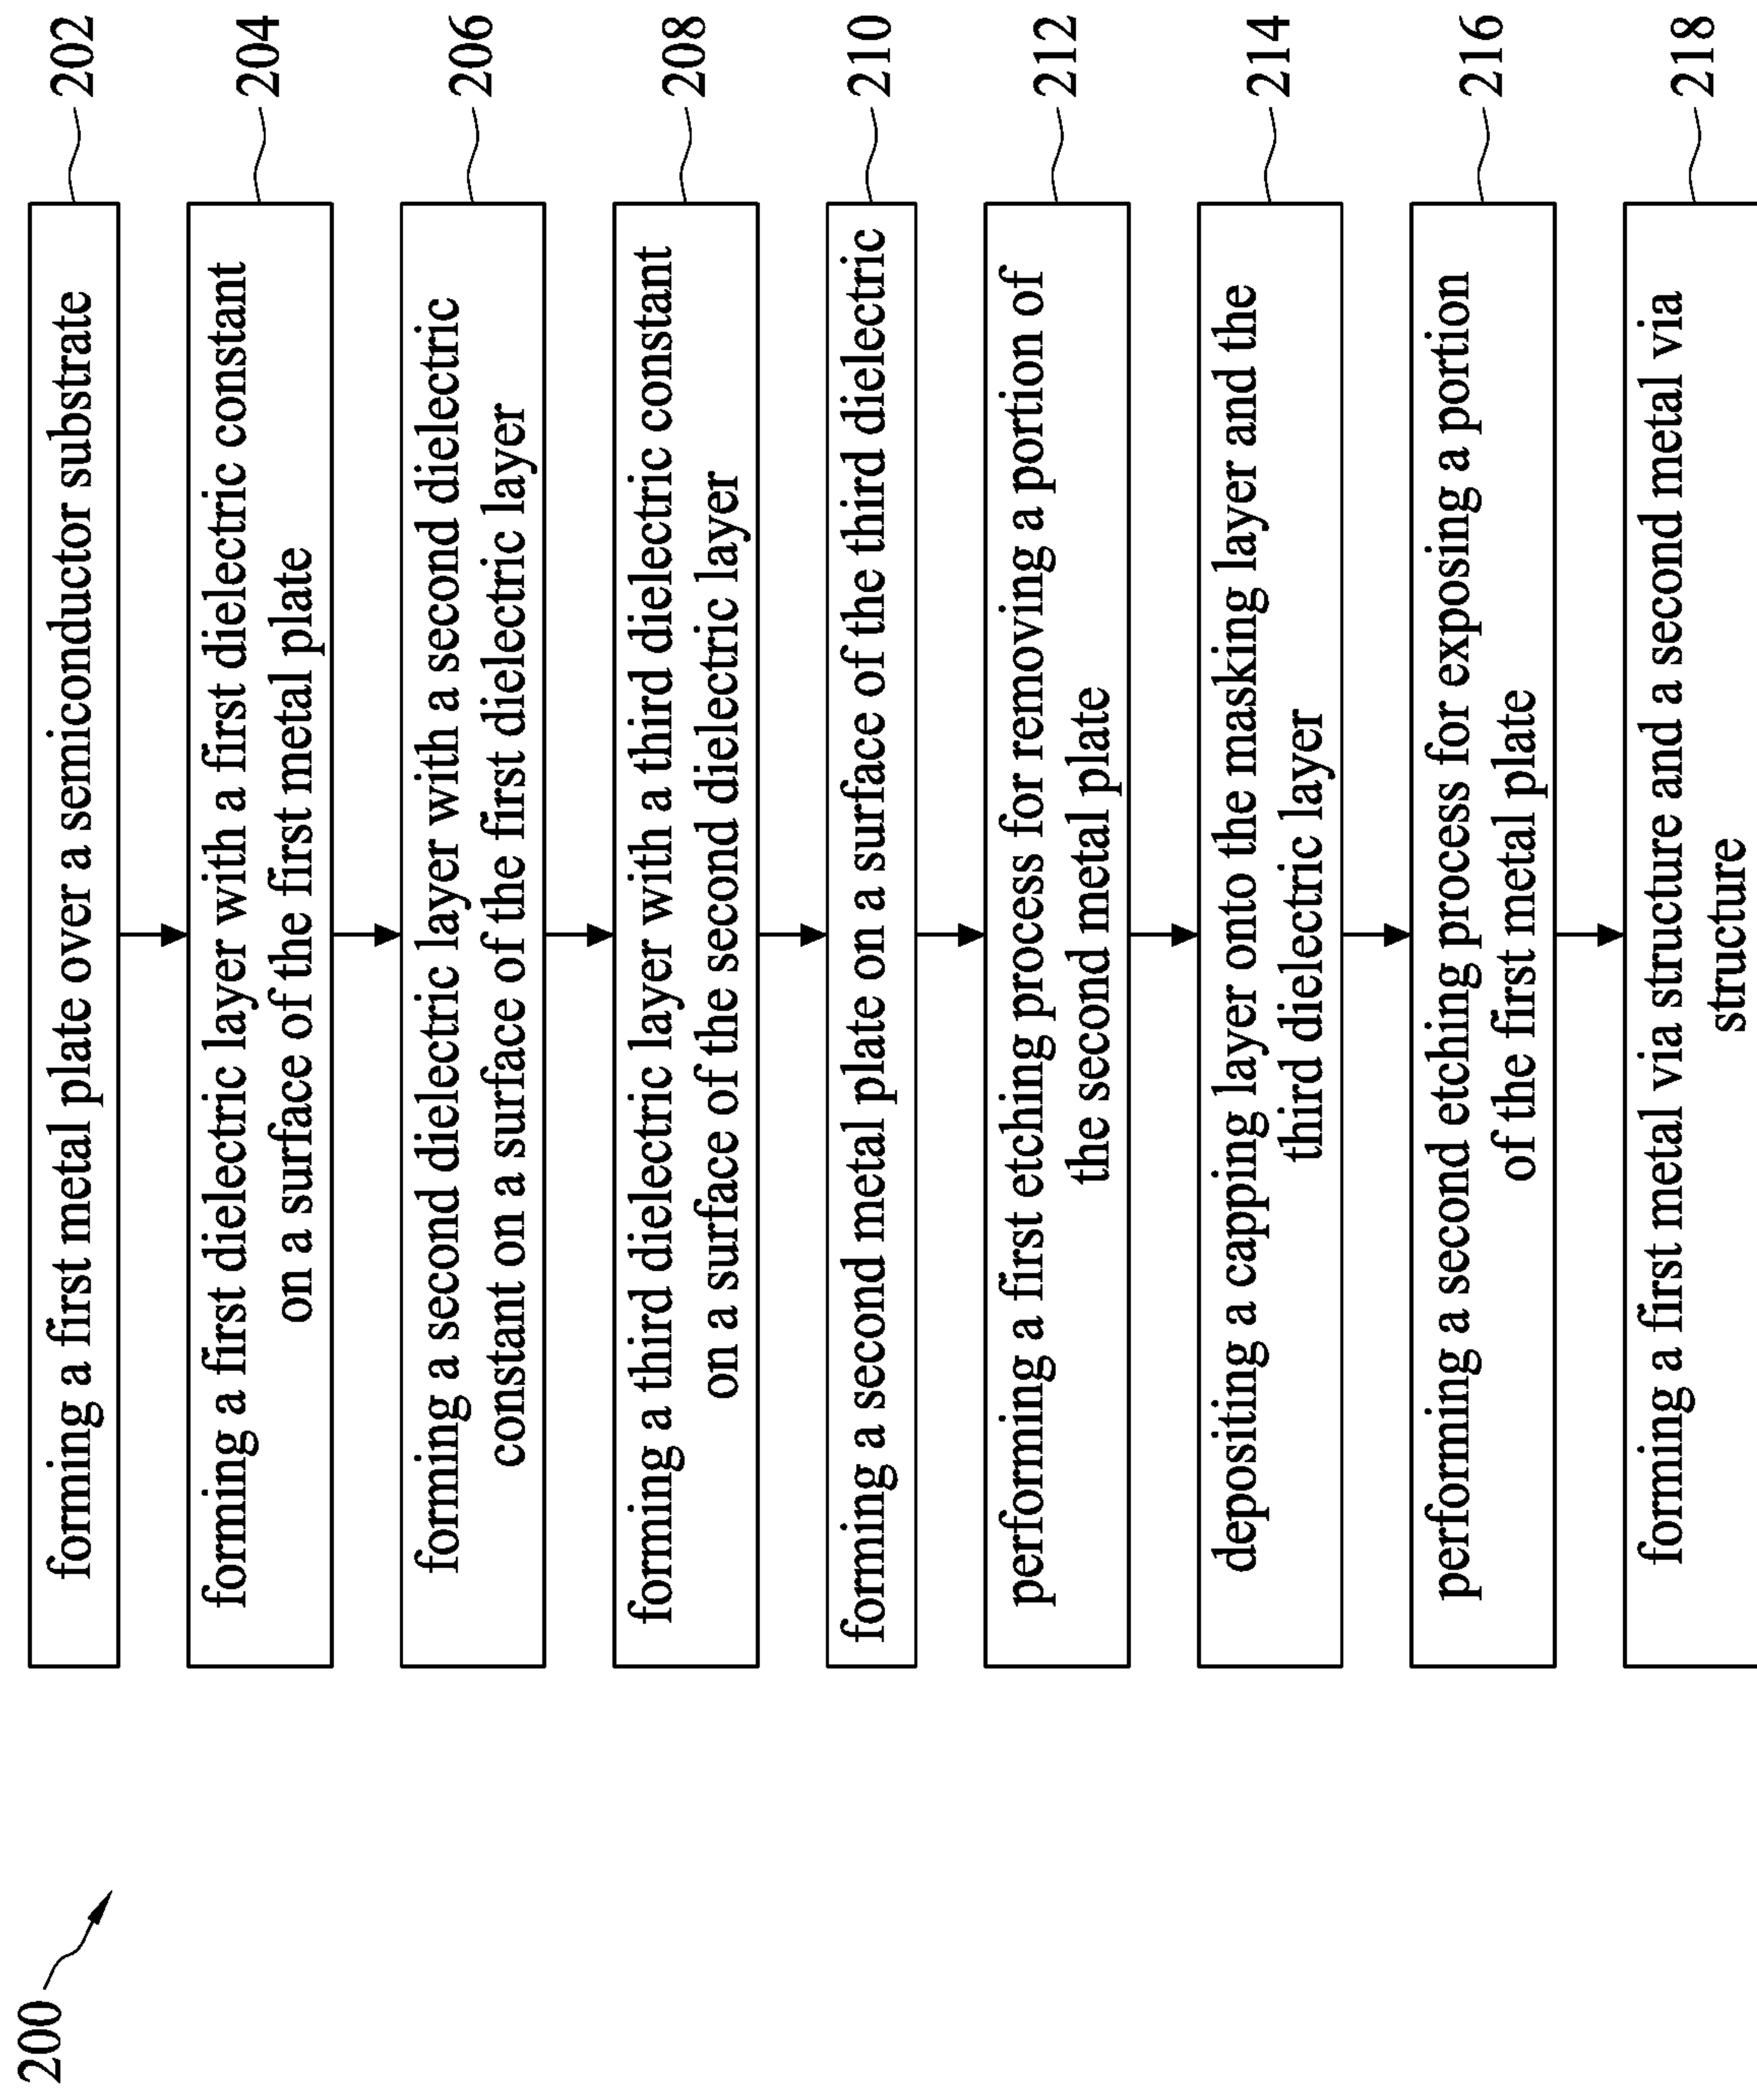 200
forming a first metal plate over a semiconductor substrate
202
forming a first dielectric layer with a first dielectric constant
on a surface of the first metal plate
204
forming a second dielectric layer with a second dielectric
constant on a surface of the first dielectric layer
206
forming a third dielectric layer with a third dielectric constant
on a surface of the second dielectric layer
208
forming a second metal plate on a surface of the third dielectric
210
performing a first etching process for removing a portion of
the second metal plate
212
depositing a capping layer onto the masking layer and the
third dielectric layer
214
performing a second etching process for exposing a portion
of the first metal plate
216
forming a first metal via structure and a second metal via
structure
218